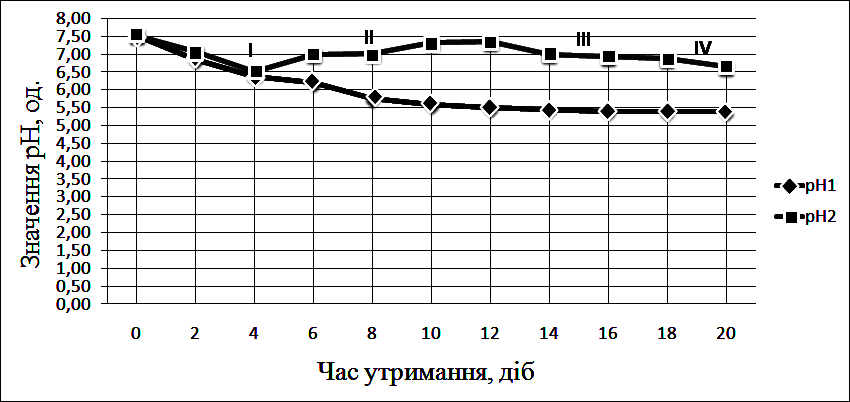 8,00
7,50
7,00
6,50
6,00
5,50
5,00
4,50
4,00
3,50
3,00
2,50
2,00
1,50
1,00
0,50
0,00
Значення рН, од.
I
II
III
IV
pH1
pH2
0 2 4 6 8 10 12 14 16 18 20
Час утримання, діб